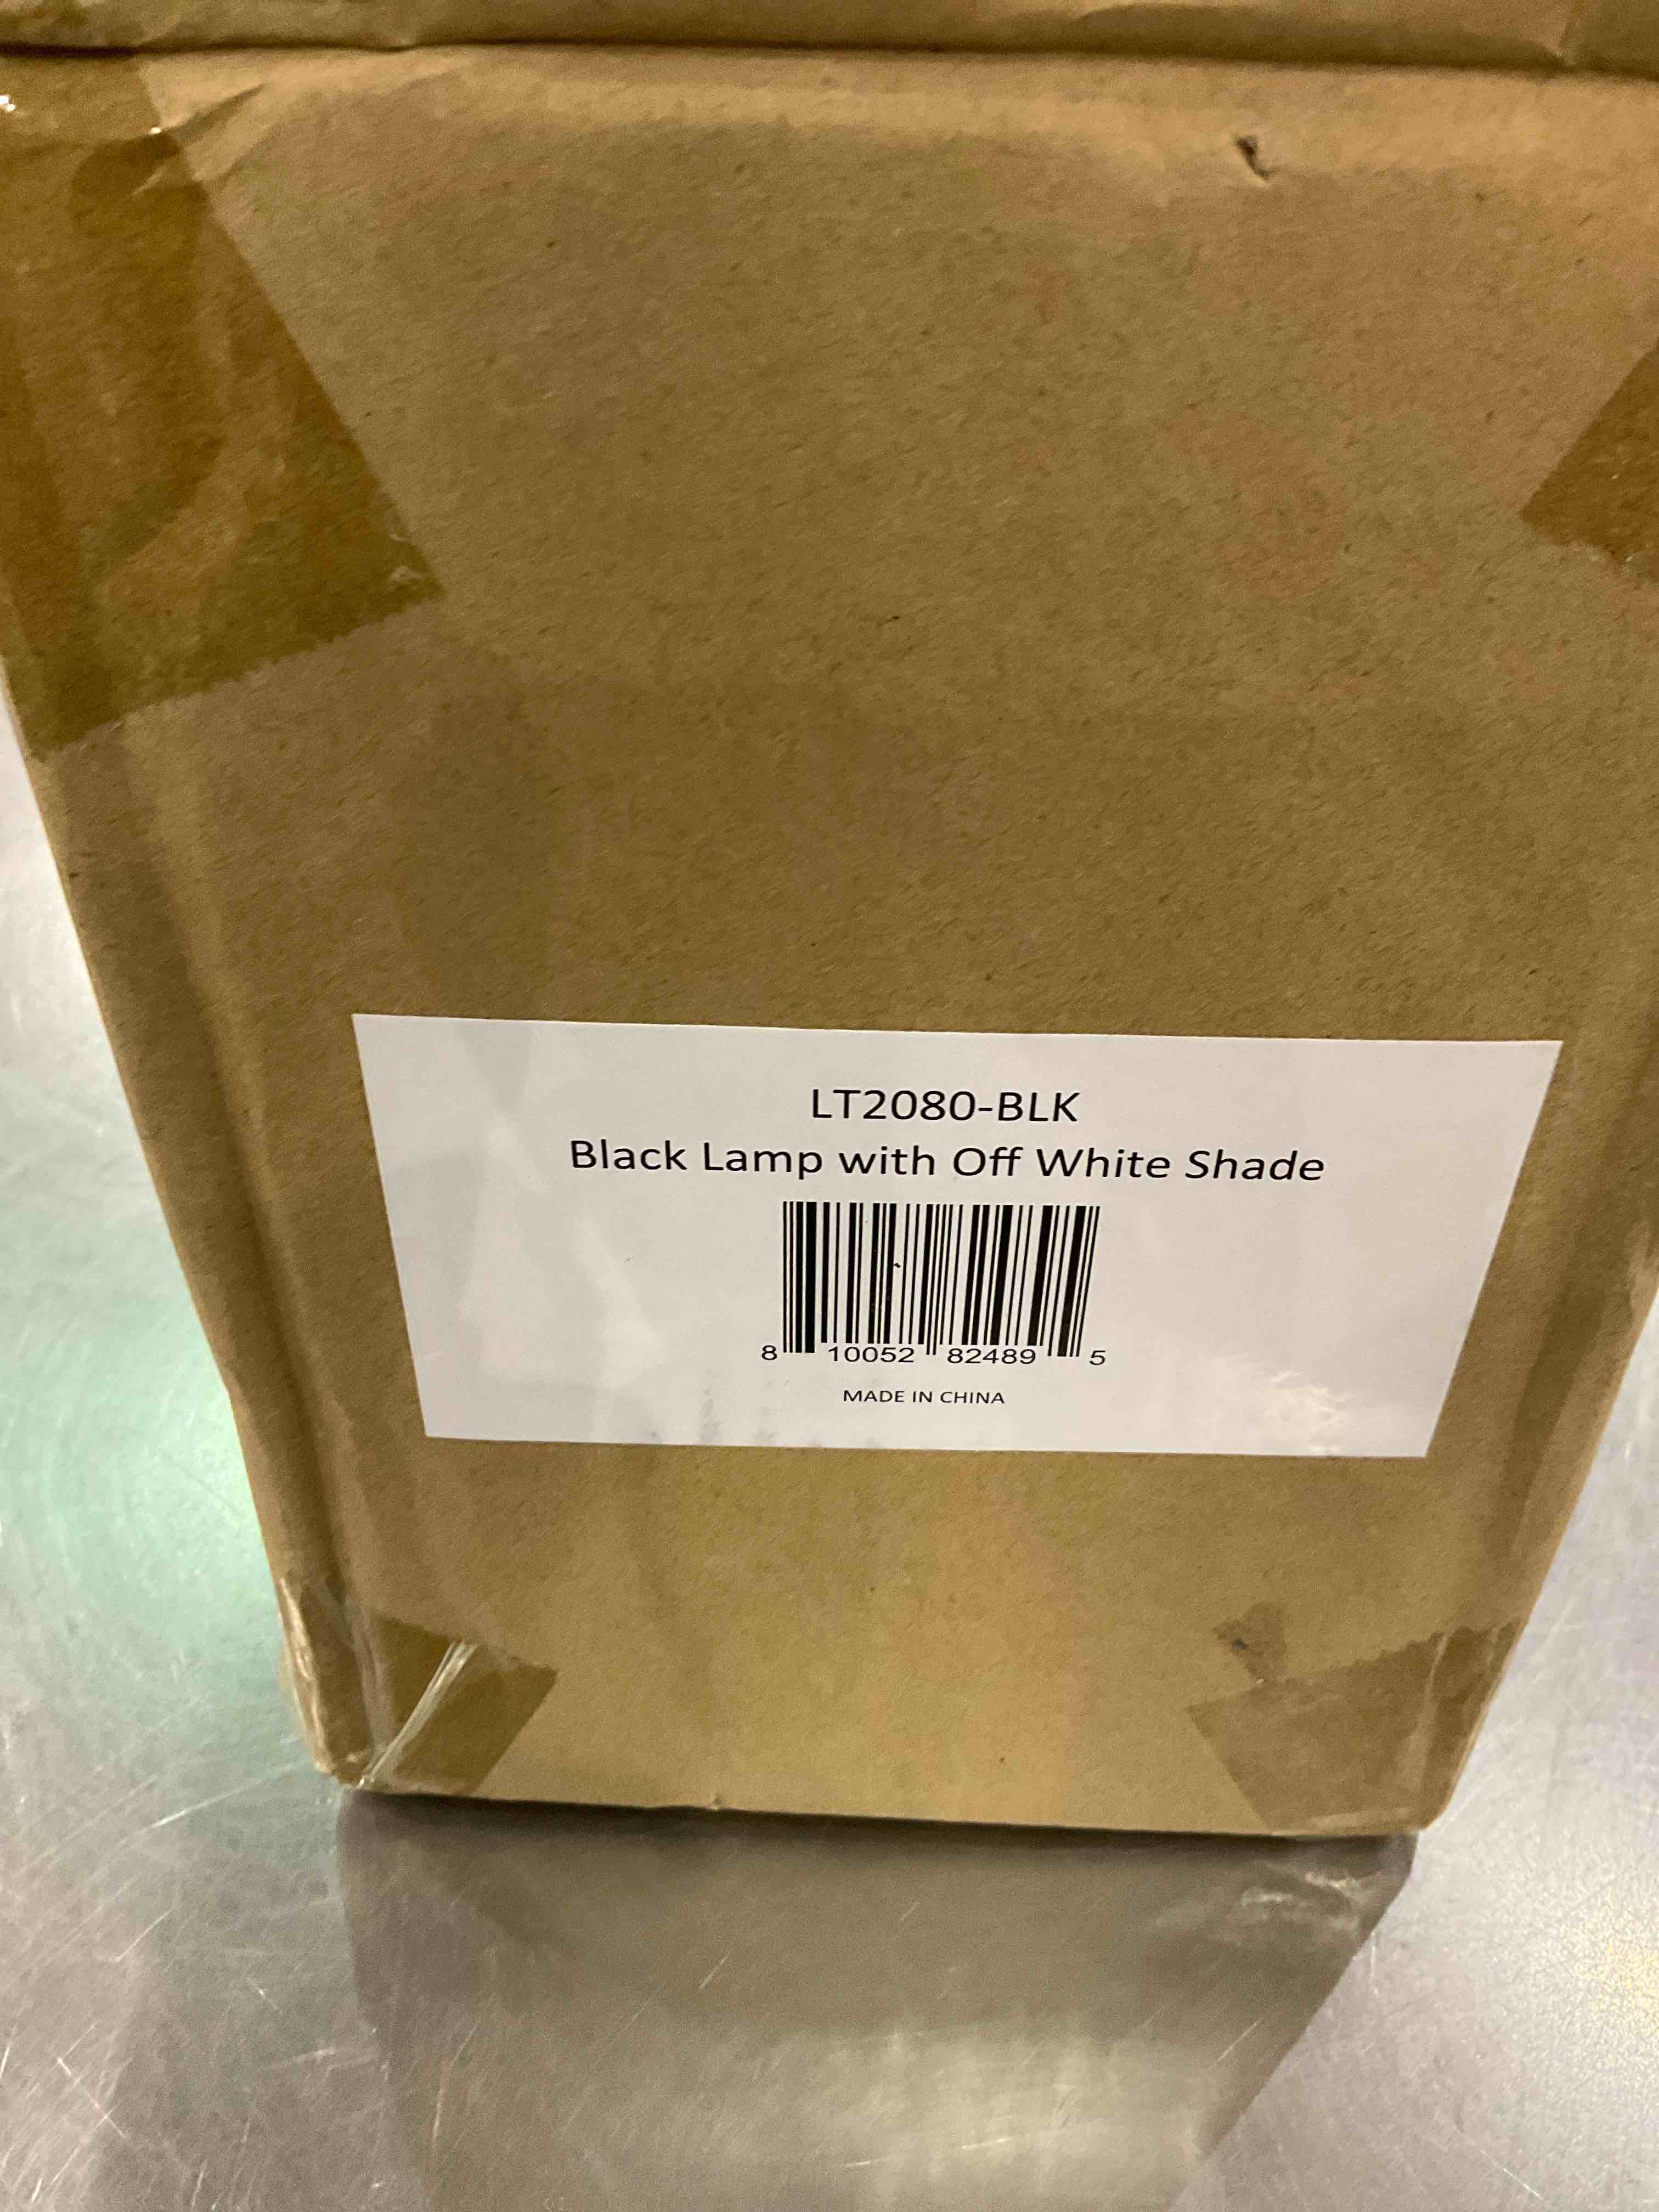 LT2080-BLK
Black Lamp with Off White Shade
8 10052 82489 5
MADE IN CHINA